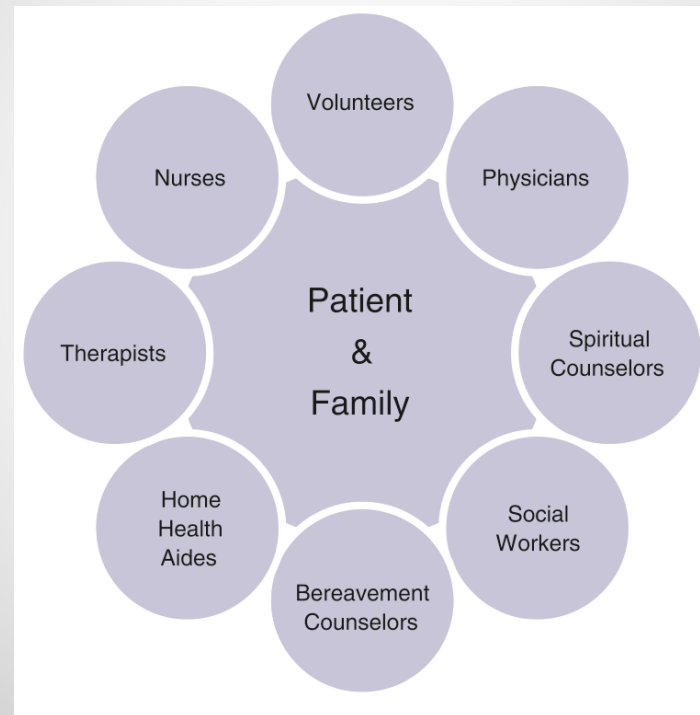 Volunteers
Nurses
Physicians
Patient
&
Family
Therapists
Spiritual
Counselors
Home
Health
Aides
Social
Workers
Bereavement
Counselors